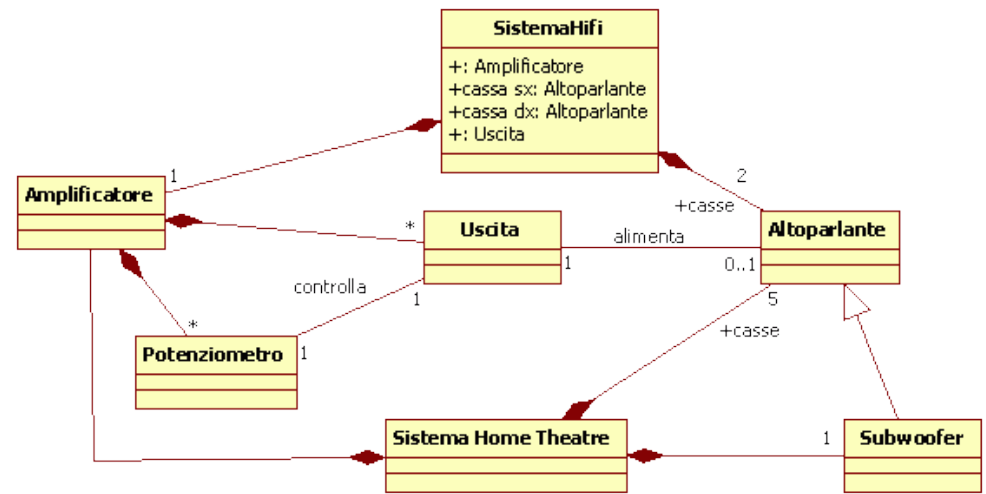 SistemaHifi
+: Amplificatore
+cassa sx: Altoparlante
+cassa dx: Altoparlante
+: Uscita
1
2
Amplificatore
+casse
*
Uscita
alimenta
Altoparlante
1
0..1
controlla
1
5
*
+casse
Potenziometro
1
Sistema Home Theatre
1
Subwoofer